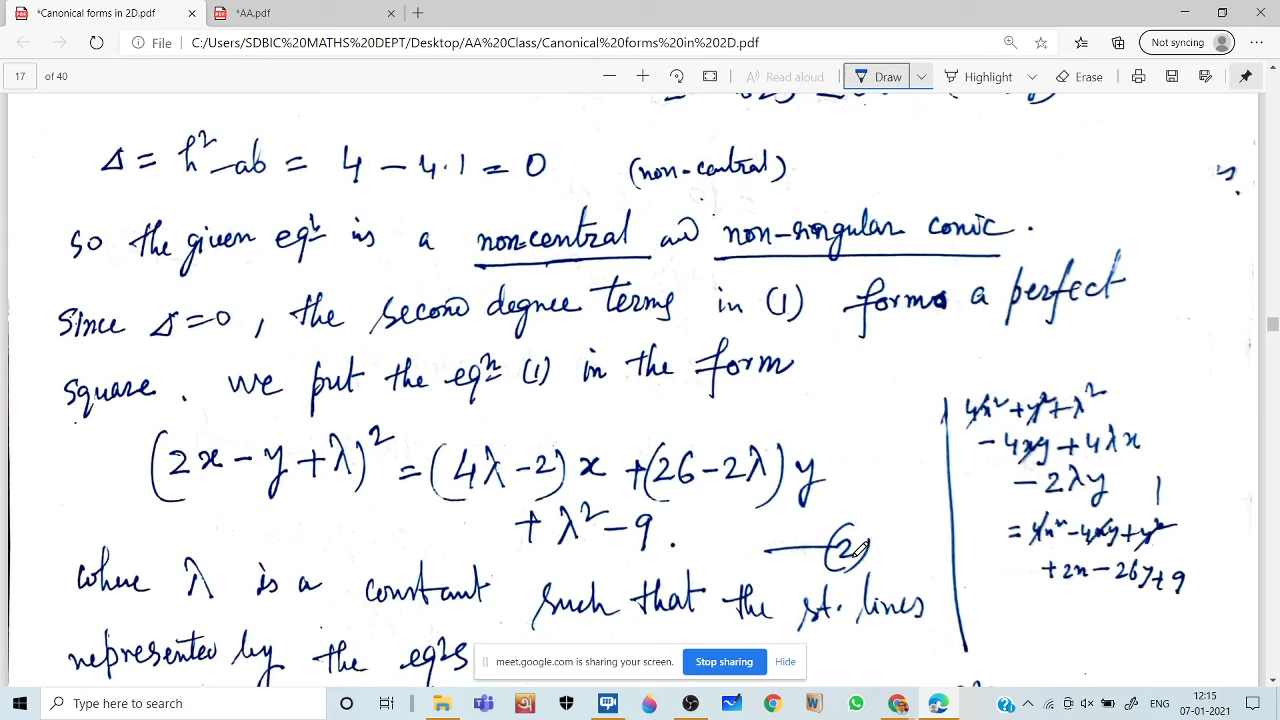 *Canonical forms in 2D.pdf
*AA.pdf
File C:/Users/SDBIC%20MATHS%20DEPT/Desktop/AA%20Class/Canonical%20forms%20in%202D.pdf
Not syncing
17 of 40
Read aloud
Draw
Highlight
Erase
Δ = h² - ab = 4 - 4.1 = 0 (non-central)
So the given eqⁿ is a non-central and non-singular conic.
Since Δ=0, the second degree terms in (1) forms a perfect
square. We put the eqⁿ (1) in the form
(2x - y + λ)² = (4λ - 2)x + (26 - 2λ)y
+ λ² - 9. —(2)
where λ is a constant such that the st. lines
represented by the eqⁿs
4x² + y² + λ²
- 4xy + 4λx
- 2λy
= 4x² - 4xy + y²
+ 2x - 26y + 9
meet.google.com is sharing your screen.
Stop sharing
Hide
Type here to search
ENG
12:15
07-01-2021